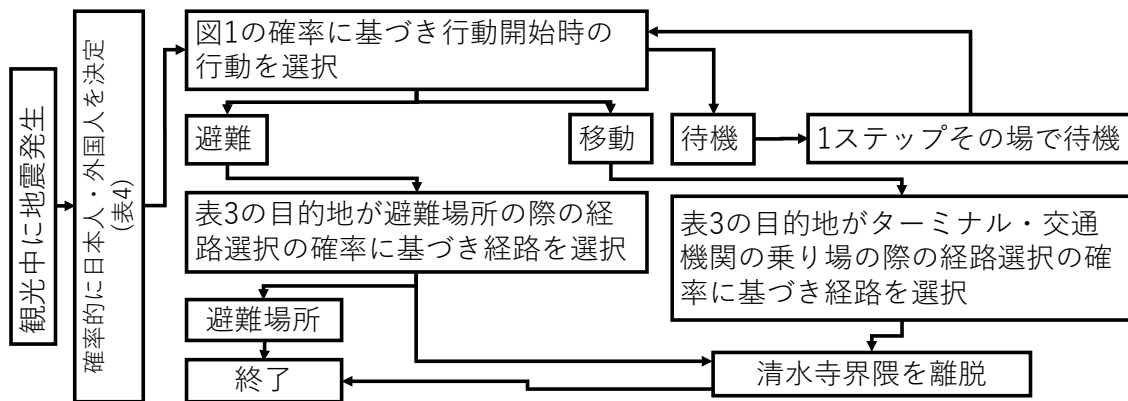 観光中に地震発生
確率的に日本人・外国人を決定
(表4)
図1の確率に基づき行動開始時の
行動を選択
避難
移動
待機
1ステップその場で待機
表3の目的地が避難場所の際の経
路選択の確率に基づき経路を選択
表3の目的地がターミナル・交通
機関の乗り場の際の経路選択の確
率に基づき経路を選択
避難場所
終了
清水寺界隈を離脱